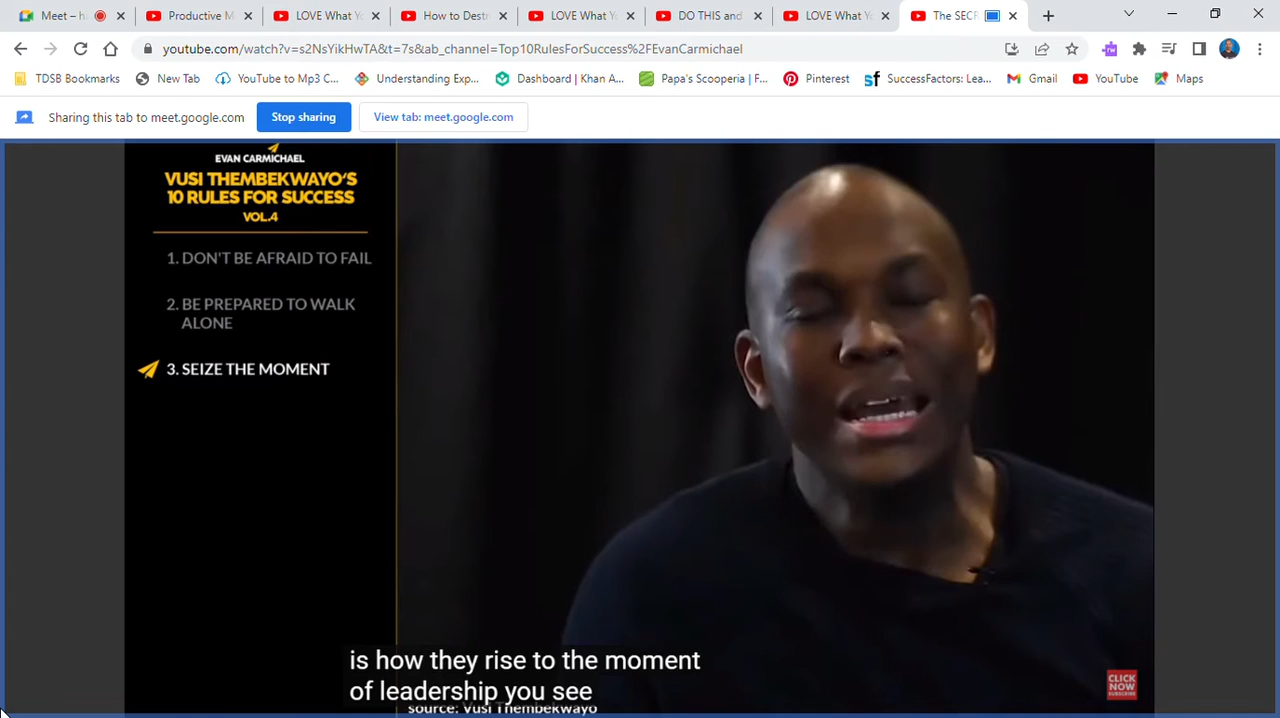 Meet – h
Productive M
LOVE What Y
How to Destr
LOVE What Y
DO THIS and
LOVE What Y
The SECR
youtube.com/watch?v=s2NsYikHwTA&t=7s&ab_channel=Top10RulesForSuccess%2FEvanCarmichael
TDSB Bookmarks
New Tab
YouTube to Mp3 C...
Understanding Exp...
Dashboard | Khan A...
Papa's Scooperia | F...
Pinterest
SuccessFactors: Lea...
Gmail
YouTube
Maps
Sharing this tab to meet.google.com
Stop sharing
View tab: meet.google.com
EVAN CARMICHAEL
VUSI THEMBEKWAYO'S
10 RULES FOR SUCCESS
VOL.4
1. DON'T BE AFRAID TO FAIL
2. BE PREPARED TO WALK
ALONE
3. SEIZE THE MOMENT
is how they rise to the moment
of leadership you see
source: Vusi Thembekwayo
CLICK
NOW
SUBSCRIBE